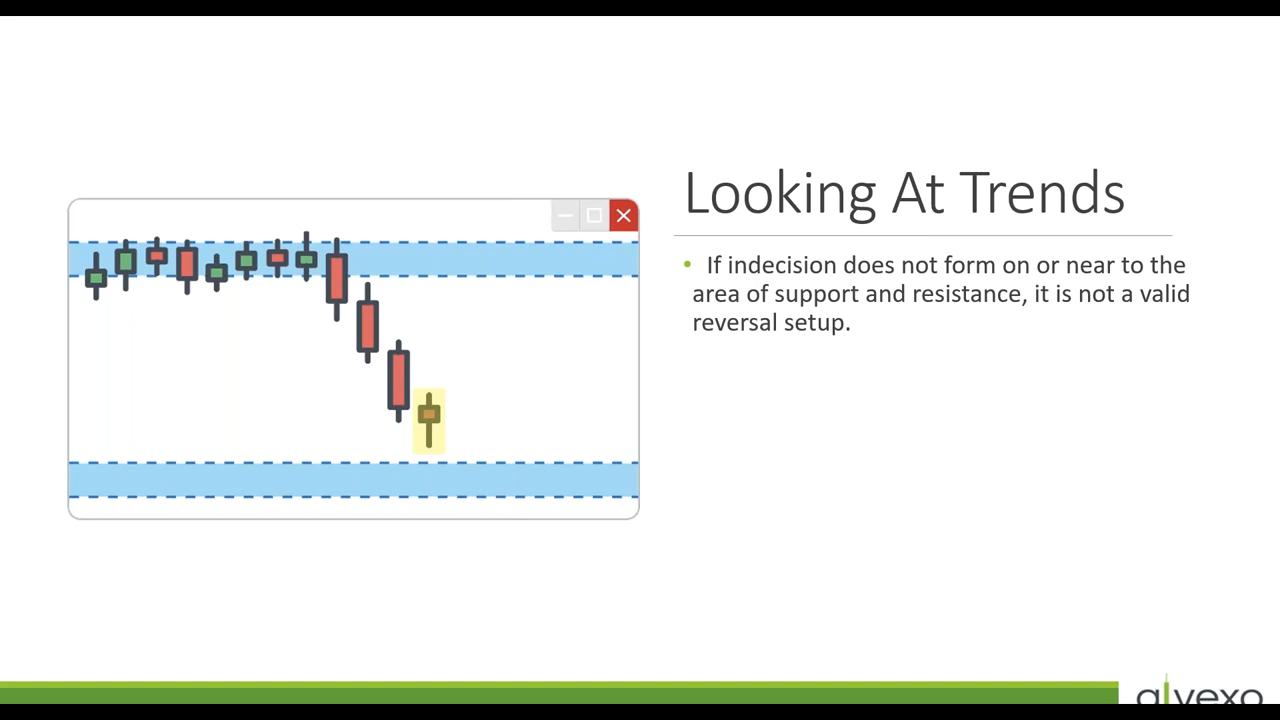 Looking At Trends
• If indecision does not form on or near to the
area of support and resistance, it is not a valid
reversal setup.
alvexo